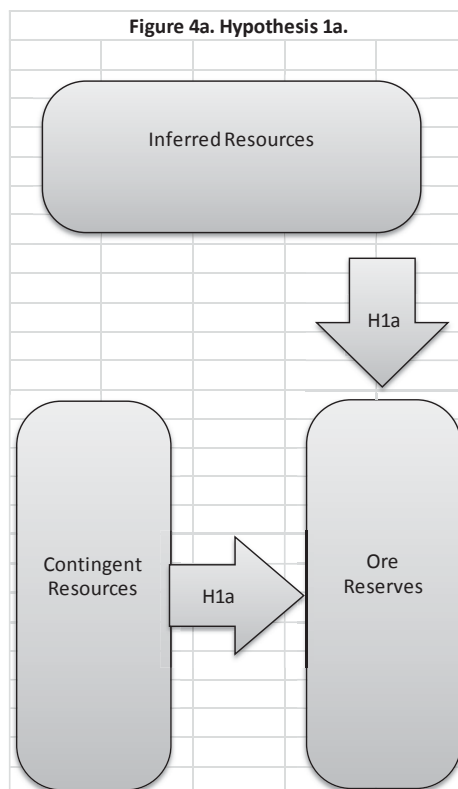 Figure 4a. Hypothesis 1a.
Inferred Resources
H1a
Contingent
Resources
H1a
Ore
Reserves